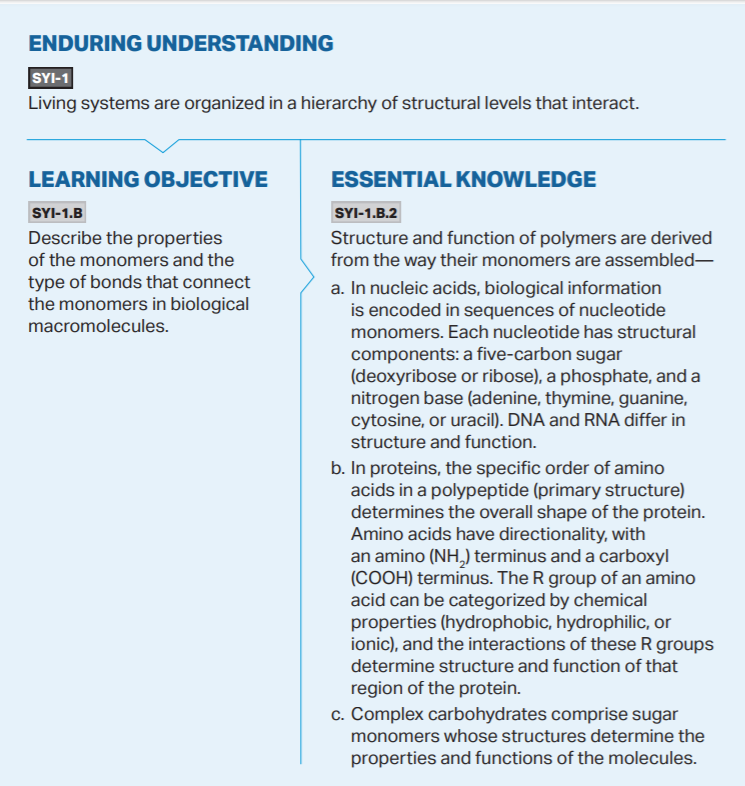 ENDURING UNDERSTANDING
SYI-1
Living systems are organized in a hierarchy of structural levels that interact.
LEARNING OBJECTIVE
SYI-1.B
Describe the properties
of the monomers and the
type of bonds that connect
the monomers in biological
macromolecules.
ESSENTIAL KNOWLEDGE
SYI-1.B.2
Structure and function of polymers are derived
from the way their monomers are assembled—
a. In nucleic acids, biological information
is encoded in sequences of nucleotide
monomers. Each nucleotide has structural
components: a five-carbon sugar
(deoxyribose or ribose), a phosphate, and a
nitrogen base (adenine, thymine, guanine,
cytosine, or uracil). DNA and RNA differ in
structure and function.
b. In proteins, the specific order of amino
acids in a polypeptide (primary structure)
determines the overall shape of the protein.
Amino acids have directionality, with
an amino (NH₂) terminus and a carboxyl
(COOH) terminus. The R group of an amino
acid can be categorized by chemical
properties (hydrophobic, hydrophilic, or
ionic), and the interactions of these R groups
determine structure and function of that
region of the protein.
c. Complex carbohydrates comprise sugar
monomers whose structures determine the
properties and functions of the molecules.